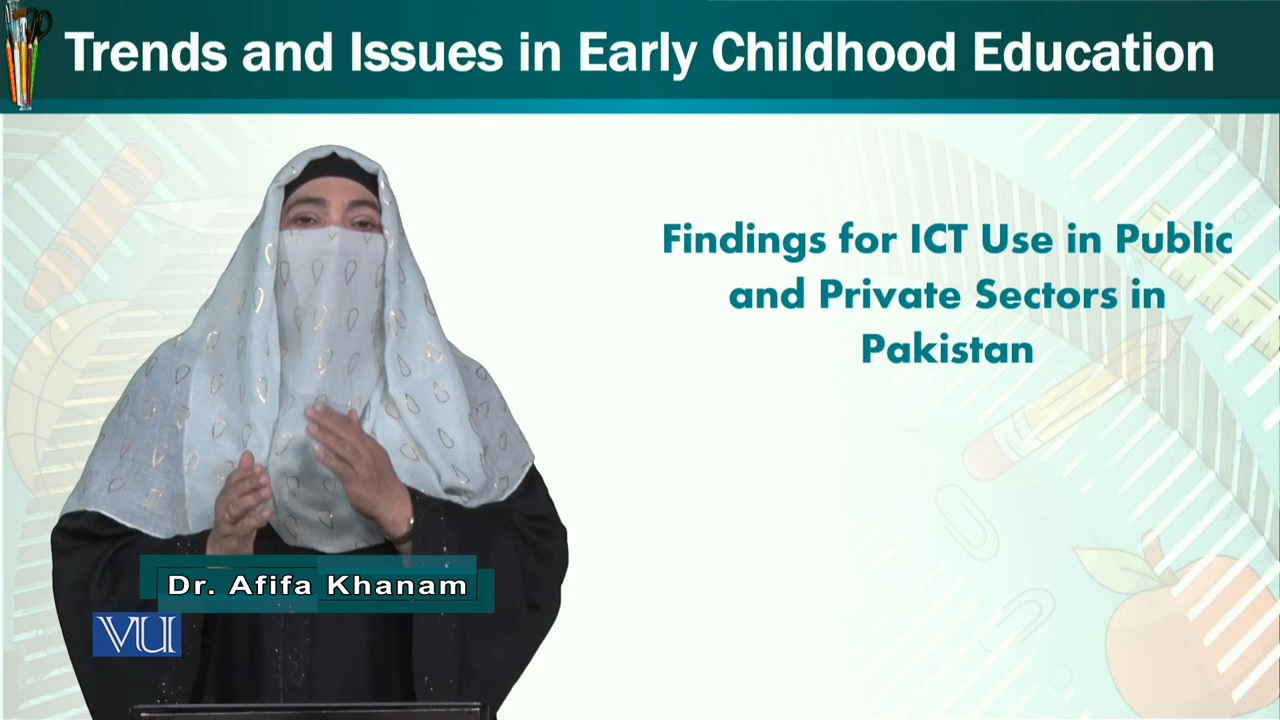 Trends and Issues in Early Childhood Education
Findings for ICT Use in Public
and Private Sectors in
Pakistan
Dr. Afifa Khanam
VU